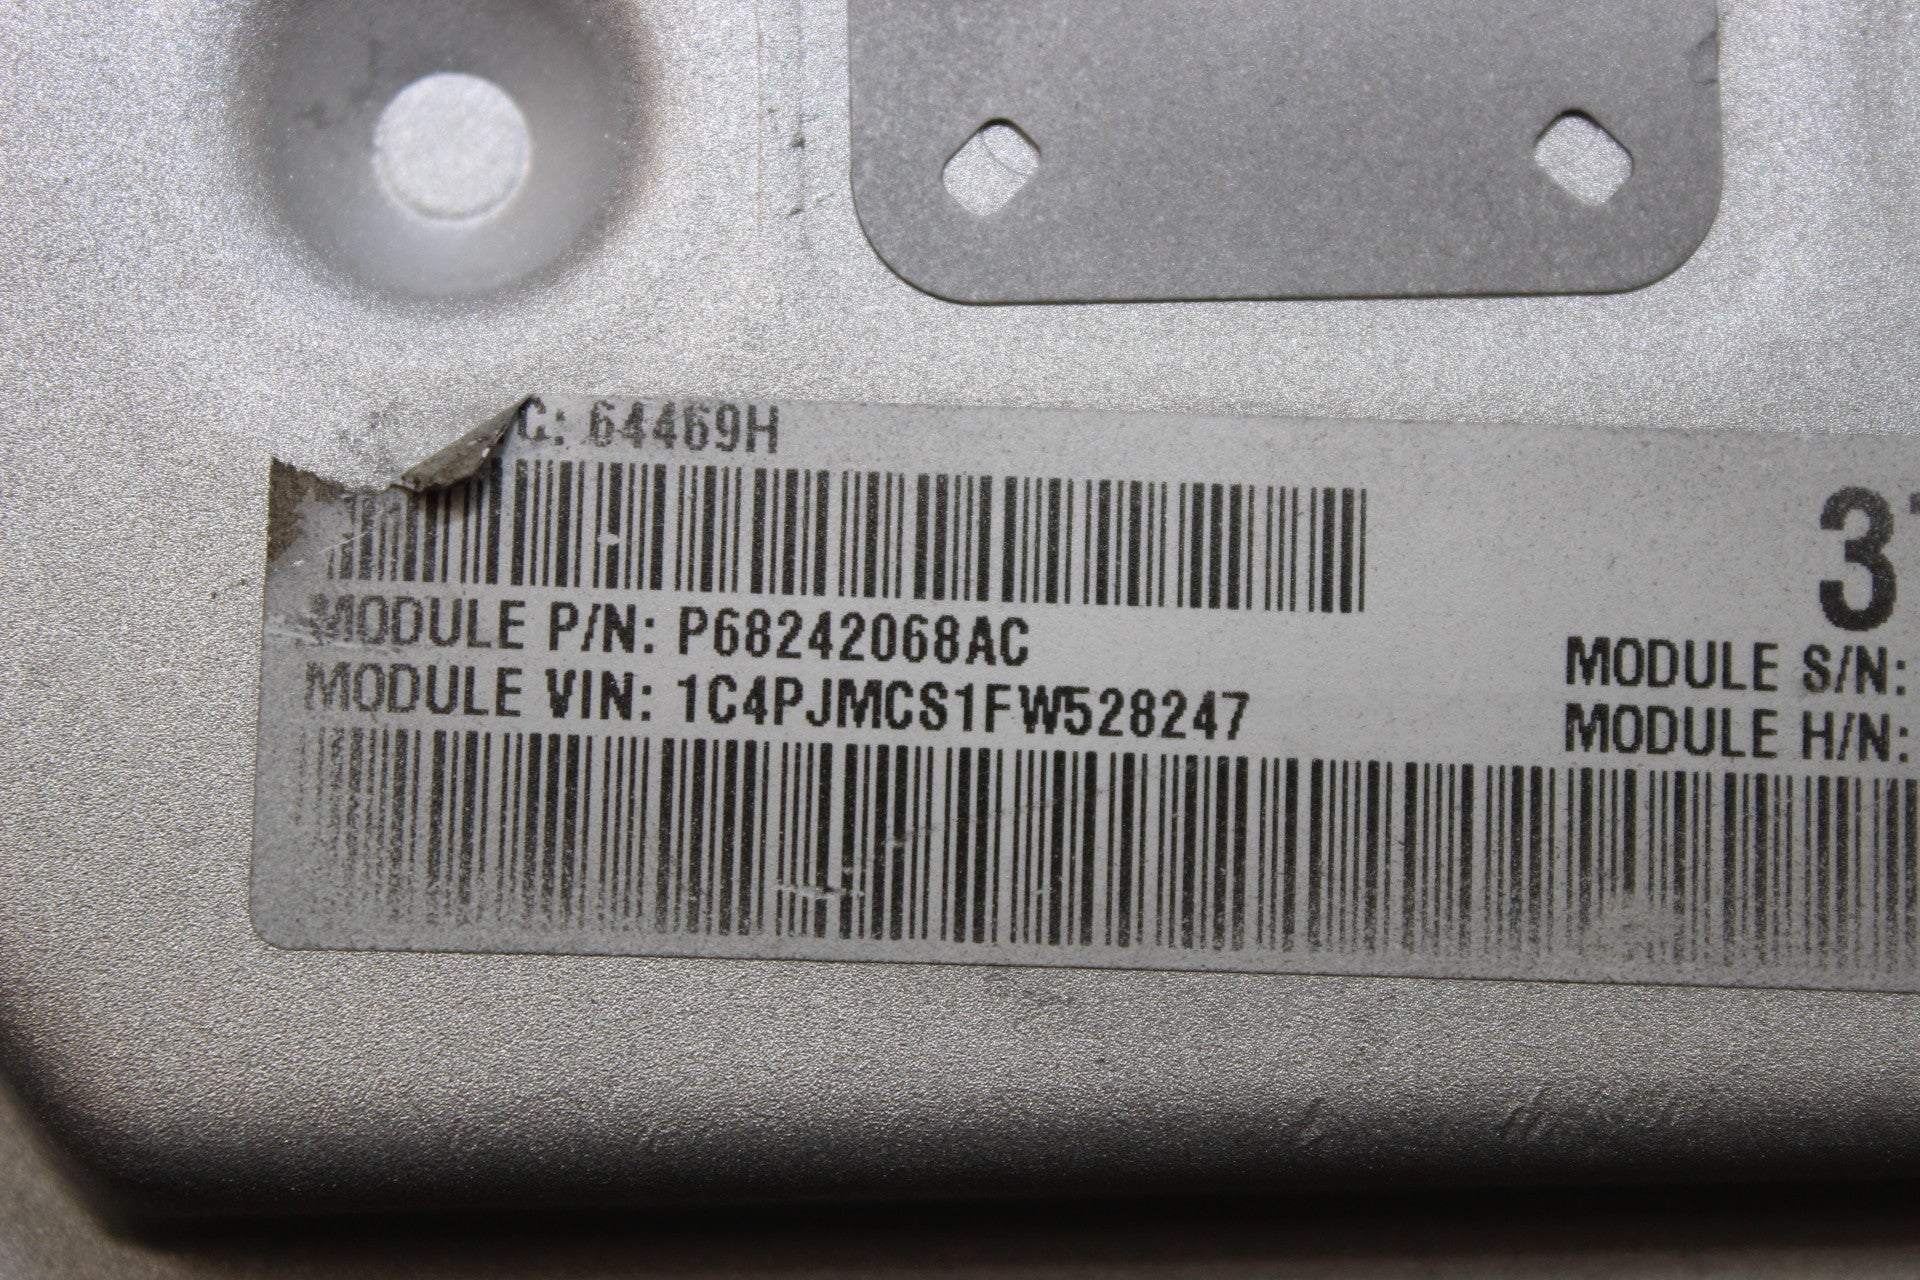 C: 64469H
3
MODULE P/N: P68242068AC
MODULE S/N:
MODULE VIN: 1C4PJMCS1FW528247
MODULE H/N: